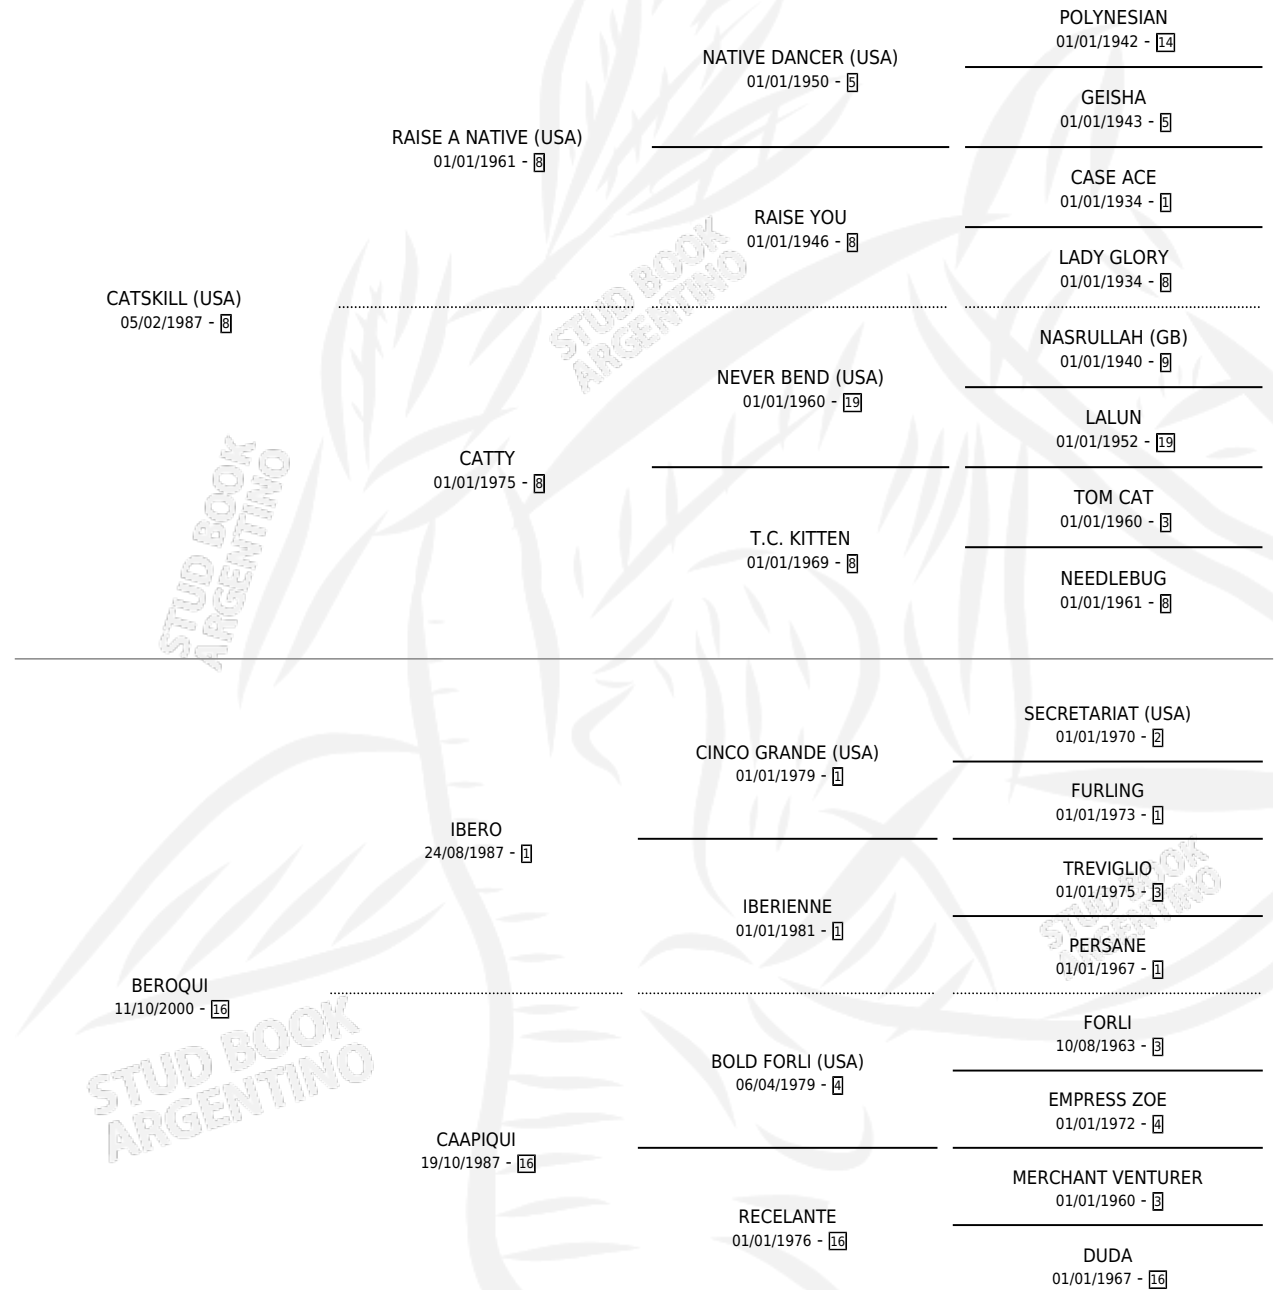 POLYNESIAN
01/01/1942 - 14
NATIVE DANCER (USA)
01/01/1950 - 5
GEISHA
01/01/1943 - 5
RAISE A NATIVE (USA)
01/01/1961 - 8
CASE ACE
01/01/1934 - 1
RAISE YOU
01/01/1946 - 8
LADY GLORY
01/01/1934 - 8
CATSKILL (USA)
05/02/1987 - 8
STUD BOOK
ARGENTINO
NASRULLAH (GB)
01/01/1940 - 9
NEVER BEND (USA)
01/01/1960 - 19
LALUN
01/01/1952 - 19
CATTY
01/01/1975 - 8
TOM CAT
01/01/1960 - 3
T.C. KITTEN
01/01/1969 - 8
NEEDLEBUG
01/01/1961 - 8
STUD BOOK
ARGENTINO
SECRETARIAT (USA)
01/01/1970 - 2
CINCO GRANDE (USA)
01/01/1979 - 1
FURLING
01/01/1973 - 1
IBERO
24/08/1987 - 1
TREVIGLIO
01/01/1975 - 3
IBERIENNE
01/01/1981 - 1
STUD BOOK
ARGENTINO
PERSANE
01/01/1967 - 1
BEROQUI
11/10/2000 - 16
FORLI
10/08/1963 - 3
BOLD FORLI (USA)
06/04/1979 - 4
EMPRESS ZOE
01/01/1972 - 4
STUD BOOK
ARGENTINO
CAAPIQUI
19/10/1987 - 16
MERCHANT VENTURER
01/01/1960 - 3
RECELANTE
01/01/1976 - 16
DUDA
01/01/1967 - 16